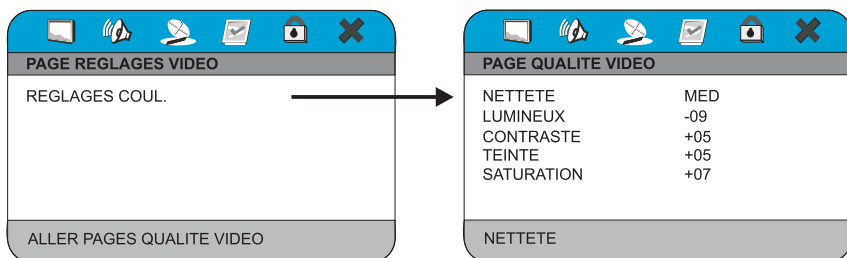 PAGE REGLAGES VIDEO
REGLAGES COUL.
ALLER PAGES QUALITE VIDEO
PAGE QUALITE VIDEO
NETTETE MED
LUMINEUX -09
CONTRASTE +05
TEINTE +05
SATURATION +07
NETTETE